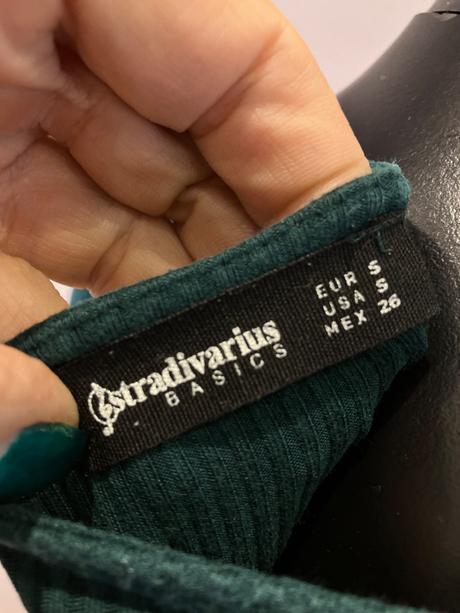 stradivarius
BASICS
EUR S
USA S
MEX 26